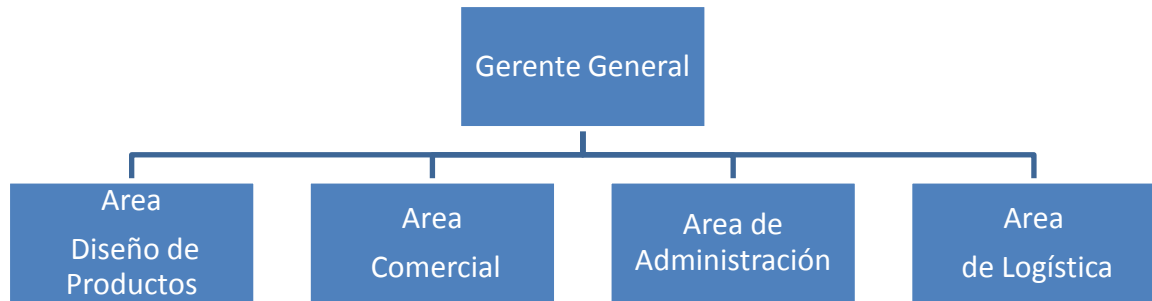 Gerente General
Area
Diseño de
Productos
Area
Comercial
Area de
Administración
Area
de Logística